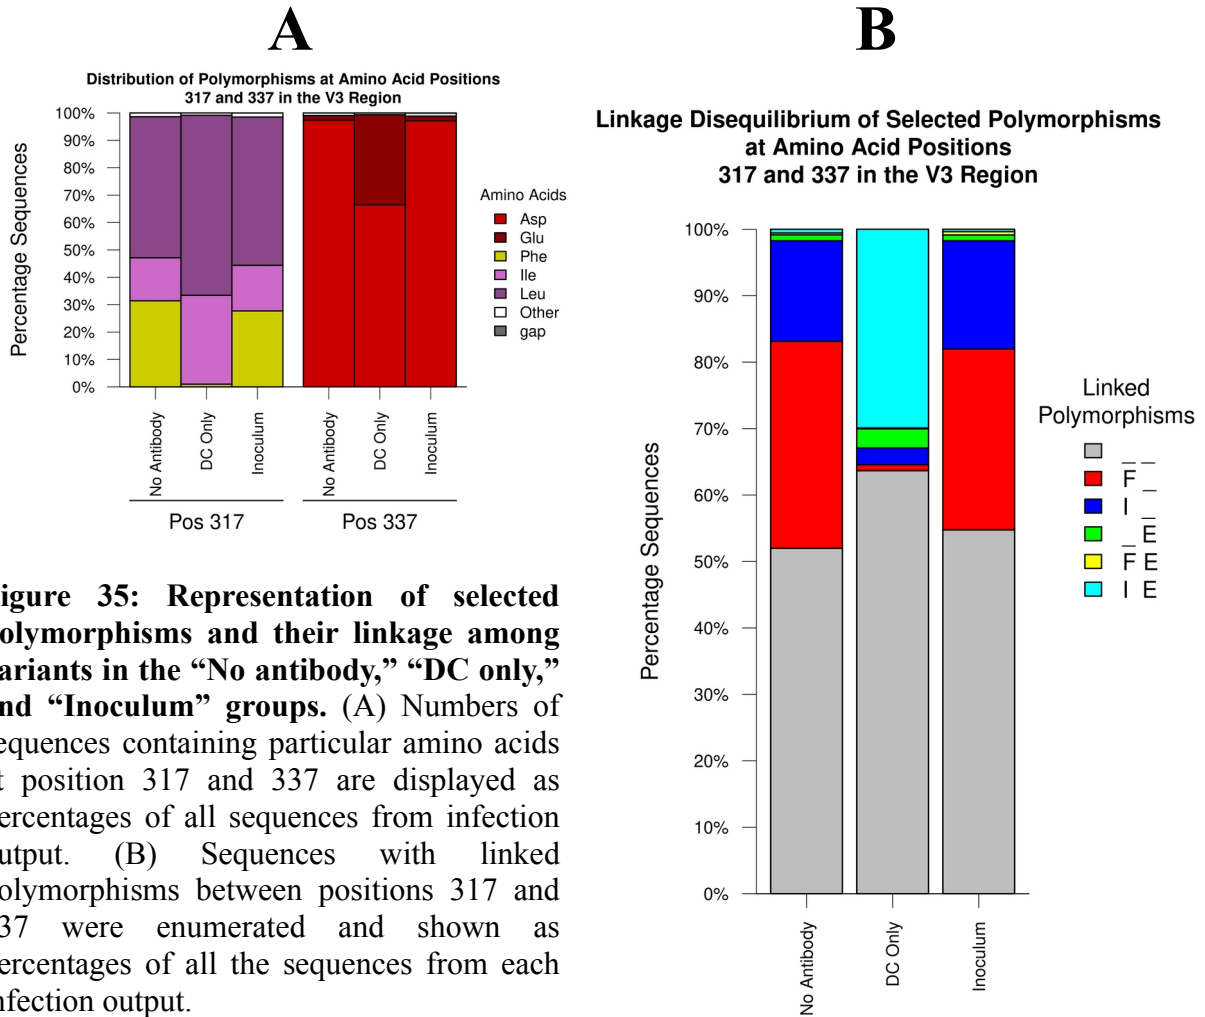 A
B
Distribution of Polymorphisms at Amino Acid Positions
317 and 337 in the V3 Region
100%
90%
80%
70%
60%
50%
40%
30%
20%
10%
0%
Percentage Sequences
No Antibody
DC Only
Inoculum
No Antibody
DC Only
Inoculum
Pos 317
Pos 337
Amino Acids
Asp
Glu
Phe
Ile
Leu
Other
gap
Linkage Disequilibrium of Selected Polymorphisms
at Amino Acid Positions
317 and 337 in the V3 Region
100%
90%
80%
70%
60%
50%
40%
30%
20%
10%
0%
Percentage Sequences
No Antibody
DC Only
Inoculum
Linked
Polymorphisms
_ _
F _
I _
_ E
F E
I E
igure 35: Representation of selected
olymorphisms and their linkage among
ariants in the “No antibody,” “DC only,”
nd “Inoculum” groups. (A) Numbers of
equences containing particular amino acids
t position 317 and 337 are displayed as
ercentages of all sequences from infection
utput. (B) Sequences with linked
olymorphisms between positions 317 and
37 were enumerated and shown as
ercentages of all the sequences from each
nfection output.